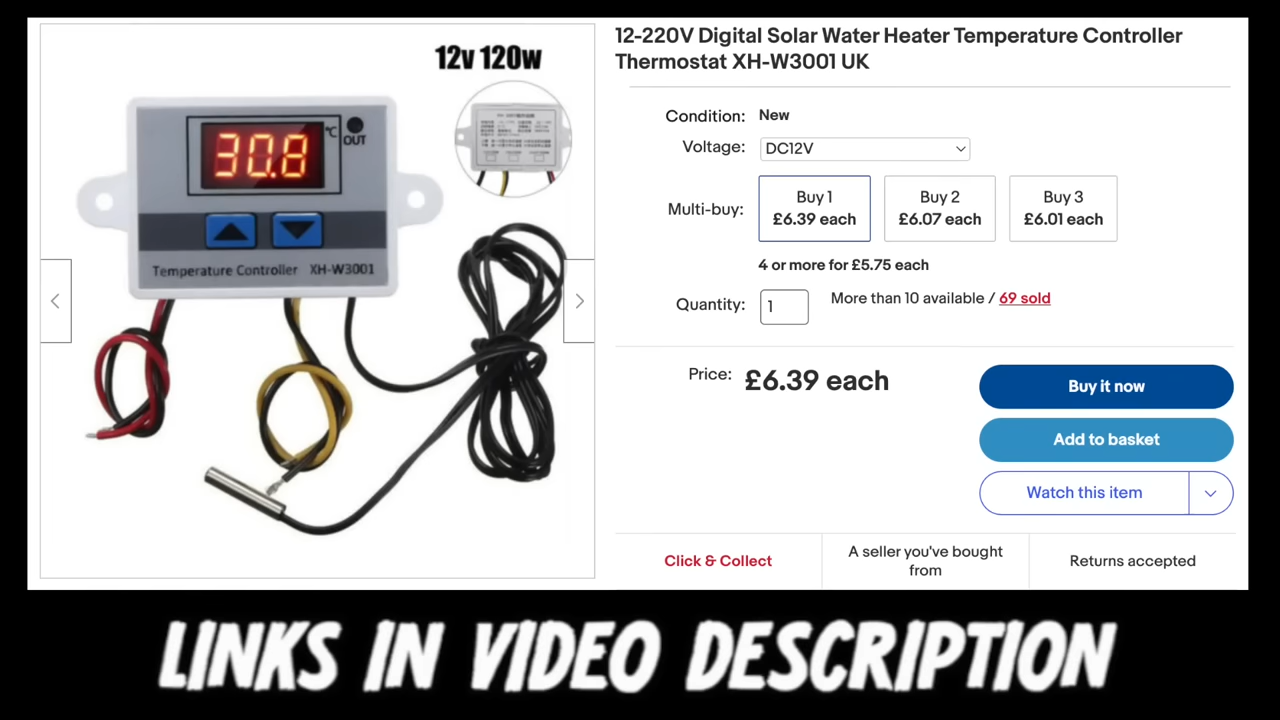 12v 120w
30.8
°C
OUT
Temperature Controller XH-W3001
12-220V Digital Solar Water Heater Temperature Controller
Thermostat XH-W3001 UK
Condition: New
Voltage: DC12V
Multi-buy:
Buy 1
£6.39 each
Buy 2
£6.07 each
Buy 3
£6.01 each
4 or more for £5.75 each
Quantity: 1
More than 10 available / 69 sold
Price: £6.39 each
Buy it now
Add to basket
Watch this item
Click & Collect
A seller you've bought
from
Returns accepted
LINKS IN VIDEO DESCRIPTION